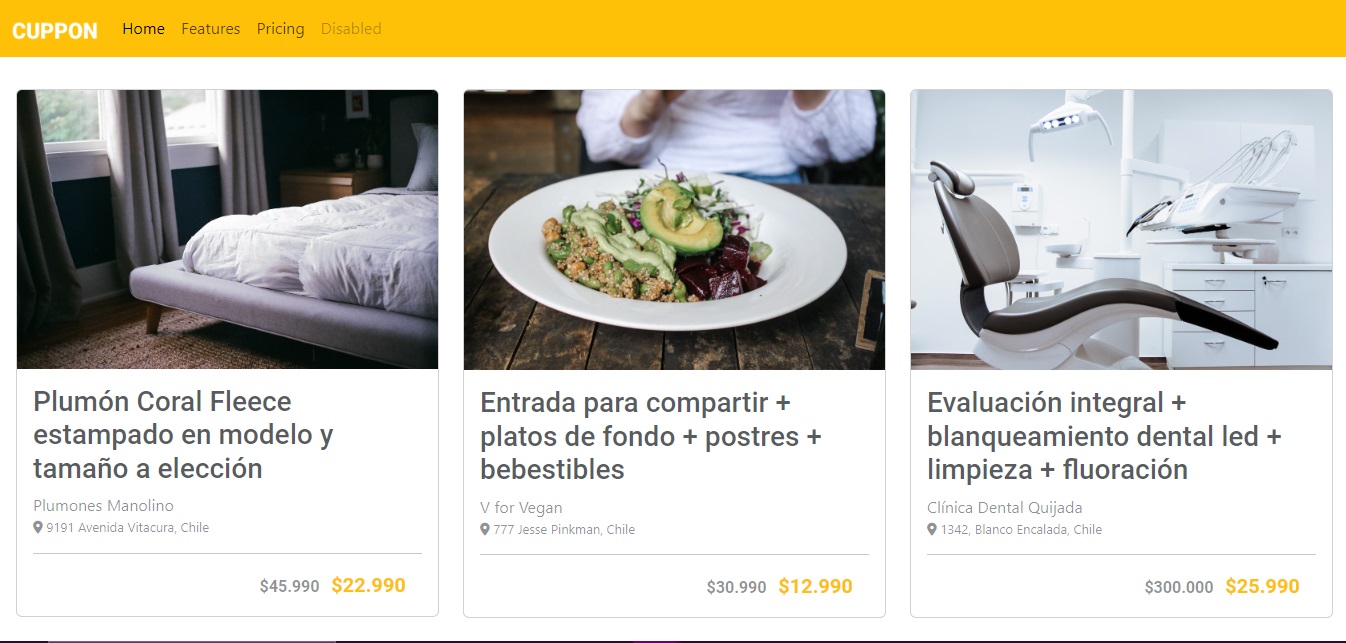 CUPPON Home Features Pricing Disabled
Plumón Coral Fleece
estampado en modelo y
tamaño a elección
Plumones Manolino
9191 Avenida Vitacura, Chile
$45.990 $22.990
Entrada para compartir +
platos de fondo + postres +
bebestibles
V for Vegan
777 Jesse Pinkman, Chile
$30.990 $12.990
Evaluación integral +
blanqueamiento dental led +
limpieza + fluoración
Clínica Dental Quijada
1342, Blanco Encalada, Chile
$300.000 $25.990